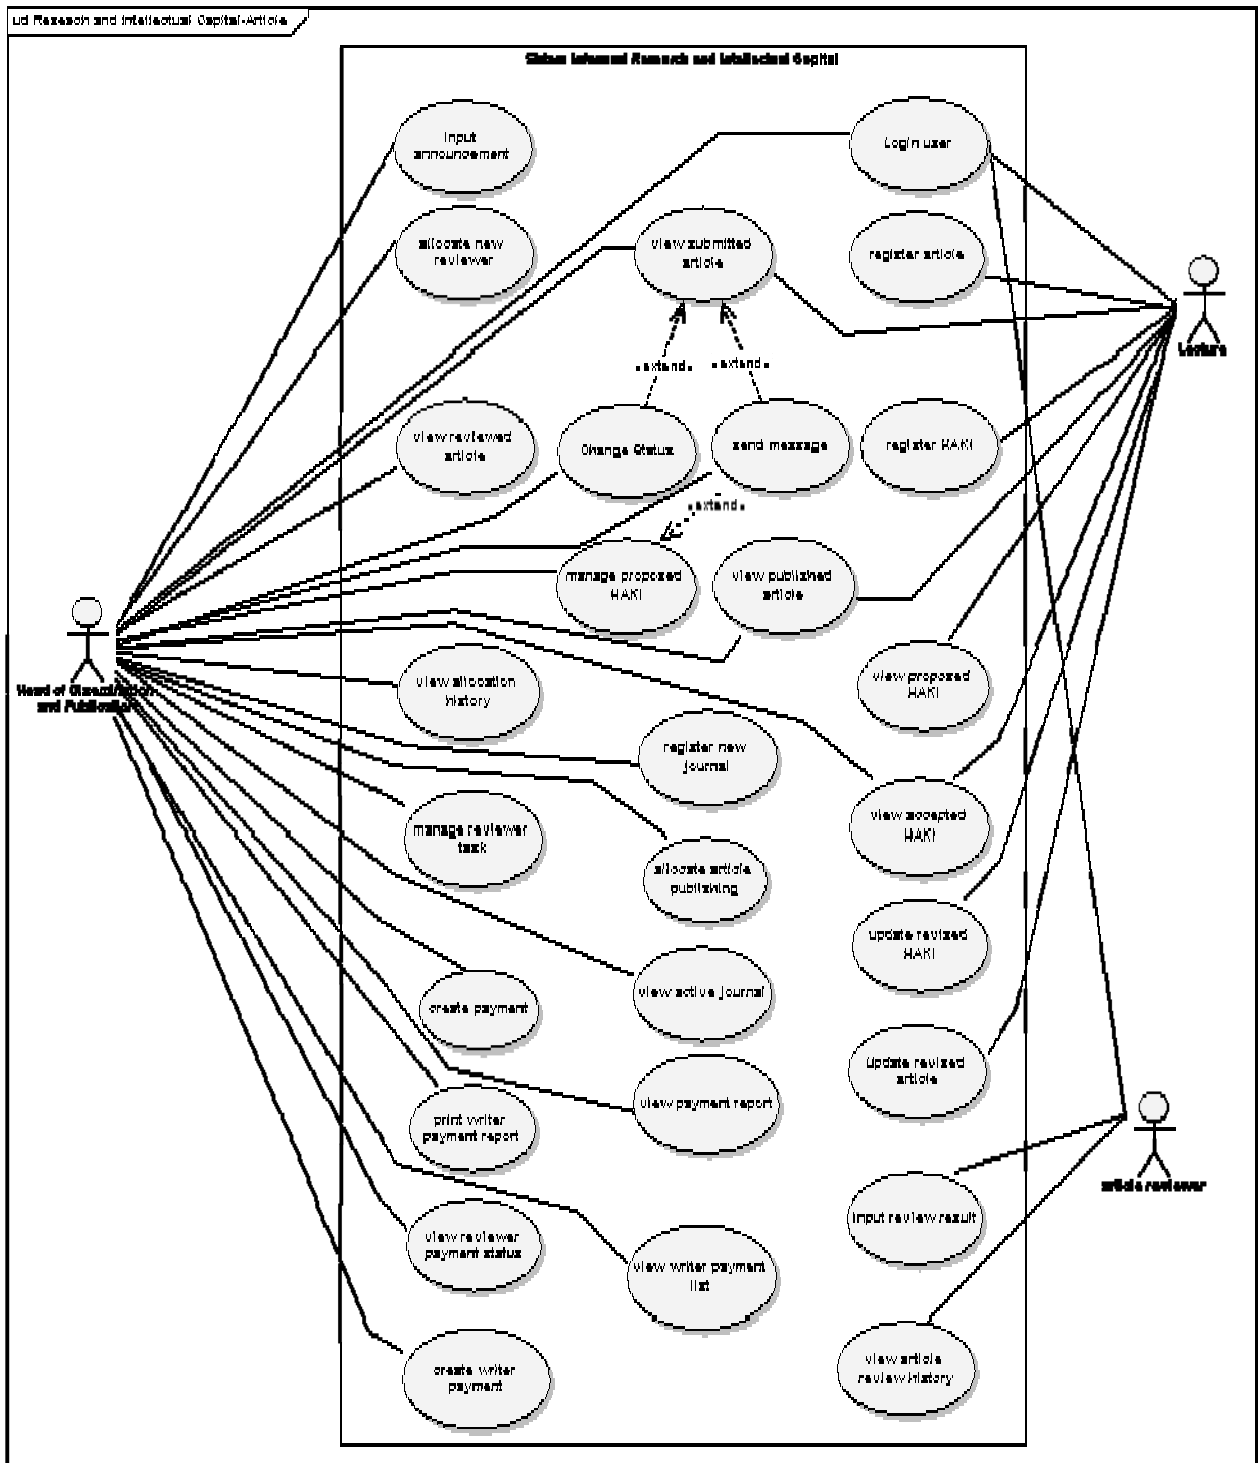 ud Research and Intellectual Capital-Article
Sistem Informasi Research and Intellectual Capital
input
announcement
Login user
allocate new
reviewer
view submitted
article
register article
Lecture
«extend»
«extend»
view reviewed
article
Change Status
send message
register HAKI
«extend»
manage proposed
HAKI
view published
article
Head of Dissemination
and Publication
view allocation
history
view proposed
HAKI
register new
journal
manage reviewer
task
view accepted
HAKI
allocate article
publishing
update revized
HAKI
create payment
view active journal
update revized
article
print writer
payment report
view payment report
article reviewer
view reviewer
payment status
input review result
view writer payment
list
create writer
payment
view article
review history